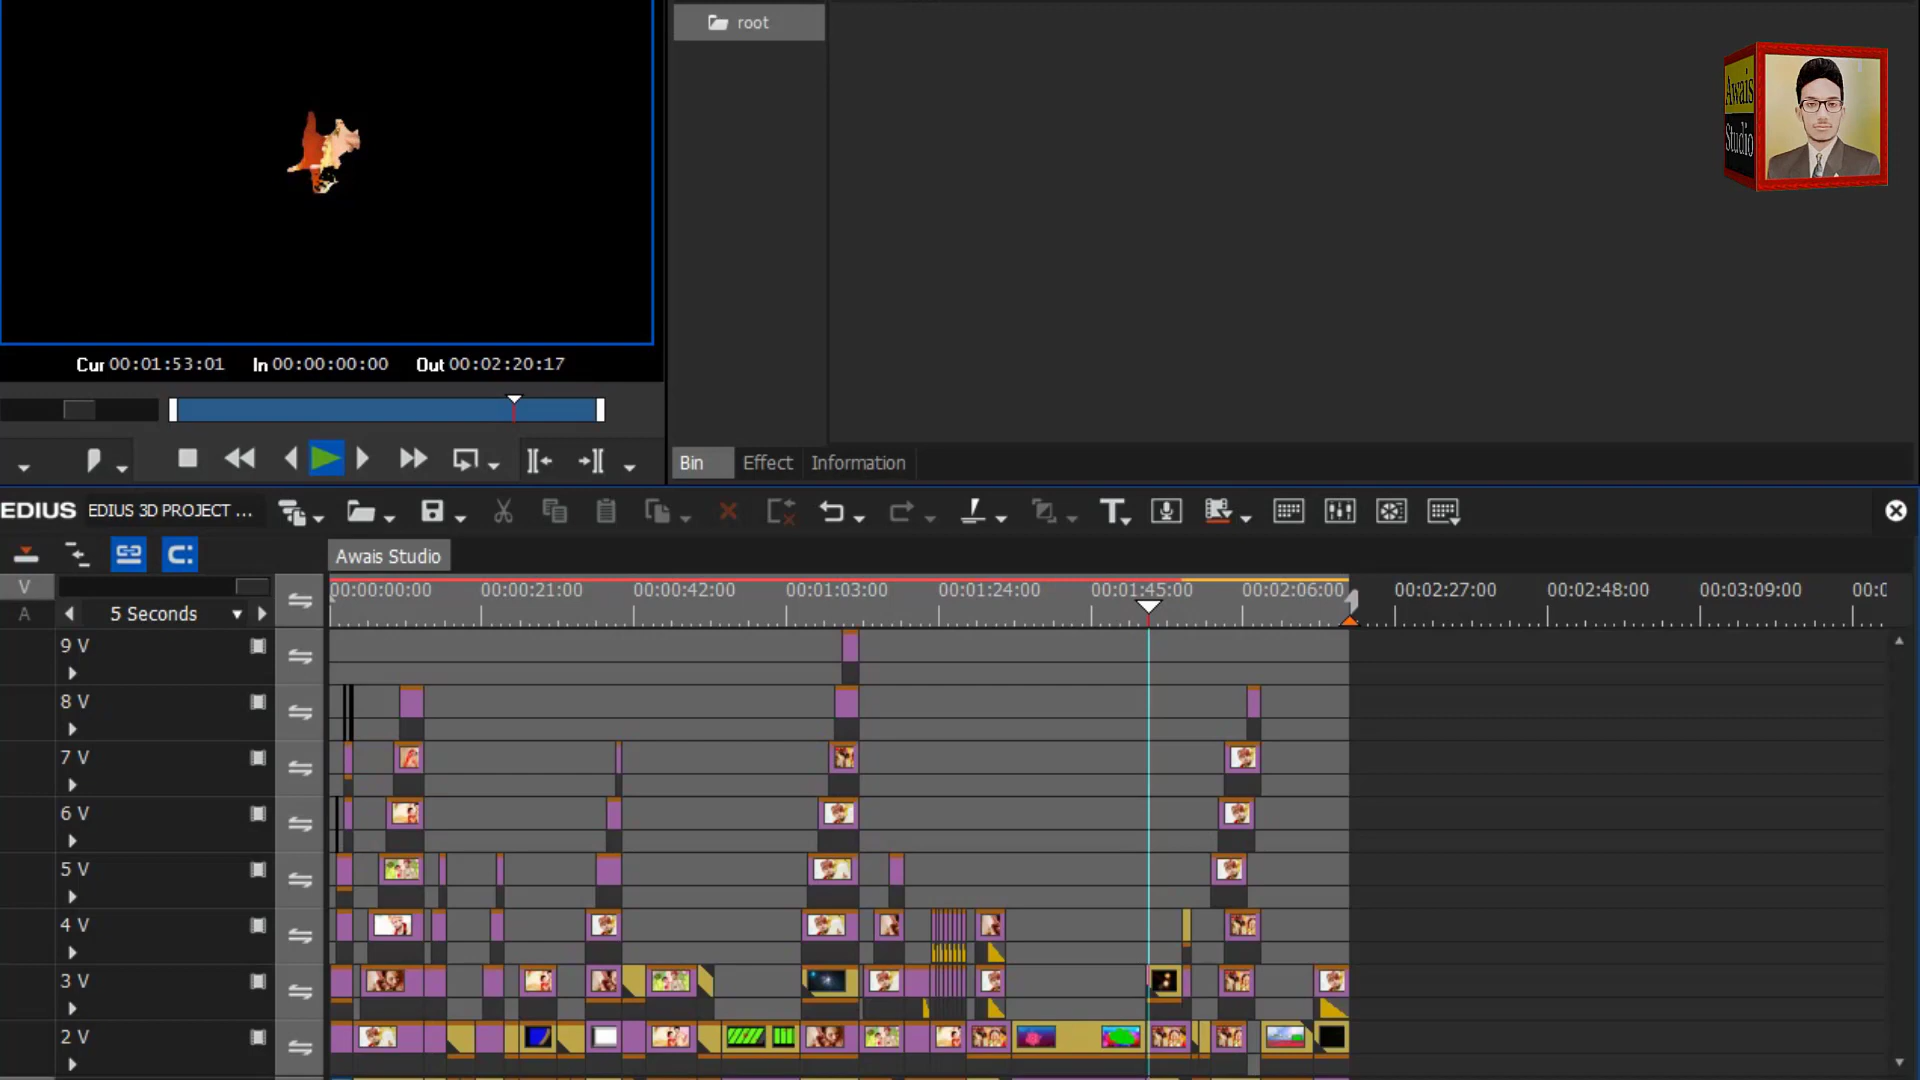 root
Awais
Studio
Cur 00:01:53:01 In 00:00:00:00 Out 00:02:20:17
Bin Effect Information
EDIUS EDIUS 3D PROJECT ...
Awais Studio
V
00:00:00:00 00:00:21:00 00:00:42:00 00:01:03:00 00:01:24:00 00:01:45:00 00:02:06:00 00:02:27:00 00:02:48:00 00:03:09:00
A 5 Seconds
9 V
8 V
7 V
6 V
5 V
4 V
3 V
2 V